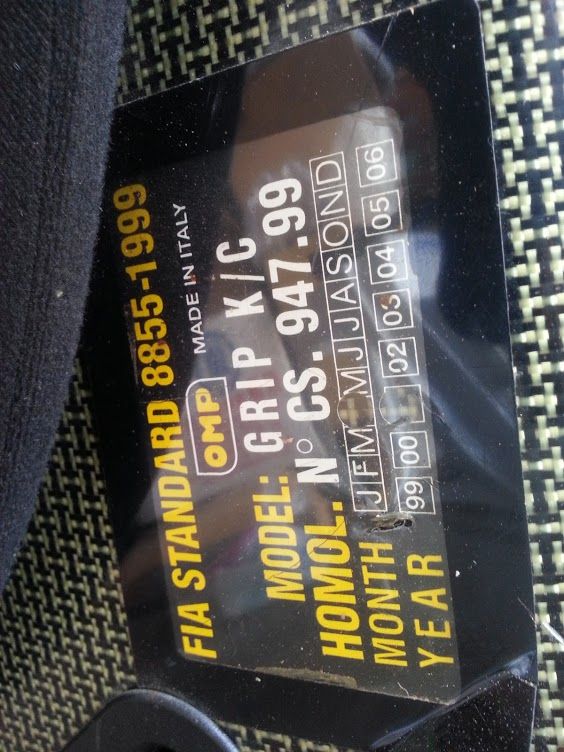 FIA STANDARD 8855-1999
OMP MADE IN ITALY
MODEL: GRIP K/C
HOMOL. N° CS. 947.99
MONTH J F M M J J A S O N D
YEAR 99 00 02 03 04 05 06